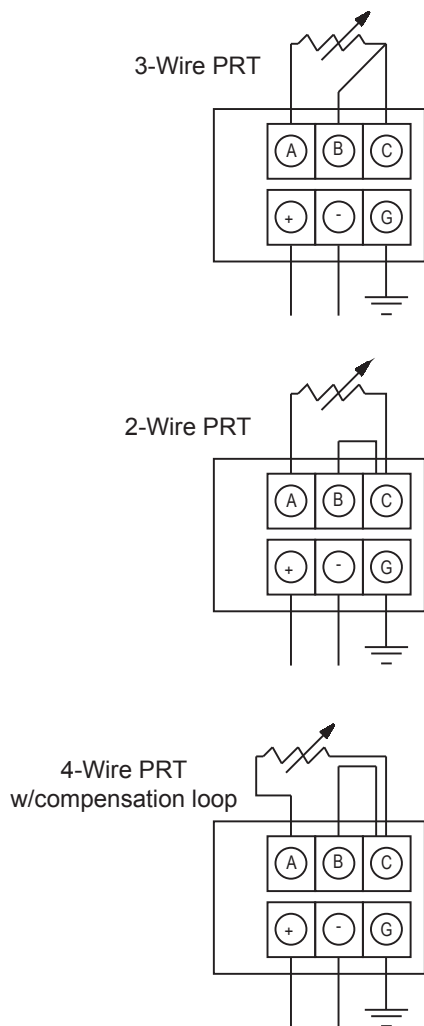 3-Wire PRT
A B C
+ - G
2-Wire PRT
A B C
+ - G
4-Wire PRT
w/compensation loop
A B C
+ - G